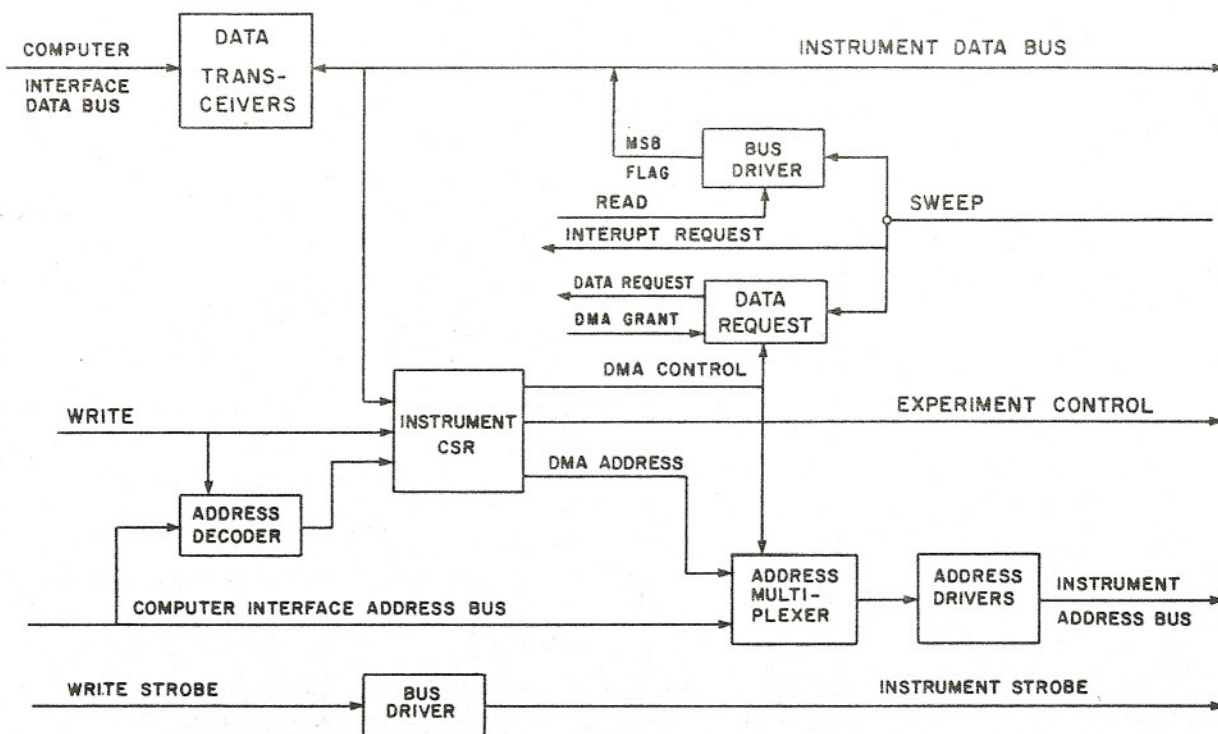 COMPUTER
INTERFACE
DATA BUS
DATA
TRANS-
CEIVERS
INSTRUMENT DATA BUS
MSB
FLAG
BUS
DRIVER
READ
SWEEP
INTERUPT REQUEST
DATA REQUEST
DMA GRANT
DATA
REQUEST
DMA CONTROL
WRITE
INSTRUMENT
CSR
EXPERIMENT CONTROL
DMA ADDRESS
ADDRESS
DECODER
COMPUTER INTERFACE ADDRESS BUS
ADDRESS
MULTI-
PLEXER
ADDRESS
DRIVERS
INSTRUMENT
ADDRESS BUS
WRITE STROBE
BUS
DRIVER
INSTRUMENT STROBE